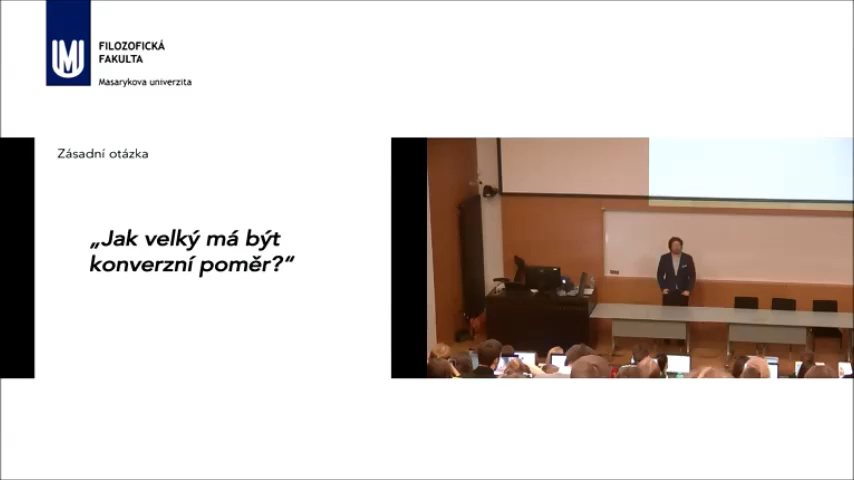 FILOZOFICKÁ
FAKULTA
Masarykova univerzita
Zásadní otázka
„Jak velký má být
konverzní poměr?“